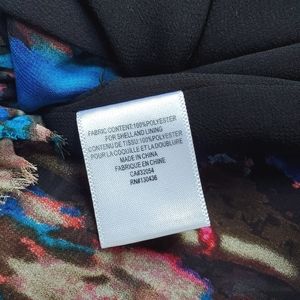 FABRIC CONTENT:100%POLYESTER
FOR SHELL AND LINING
CONTENU DE TISSU:100%POLYESTER
POUR LA COQUILLE ET LA DOUBLURE
MADE IN CHINA
FABRIQUE EN CHINE
CA#32054
RN#130436